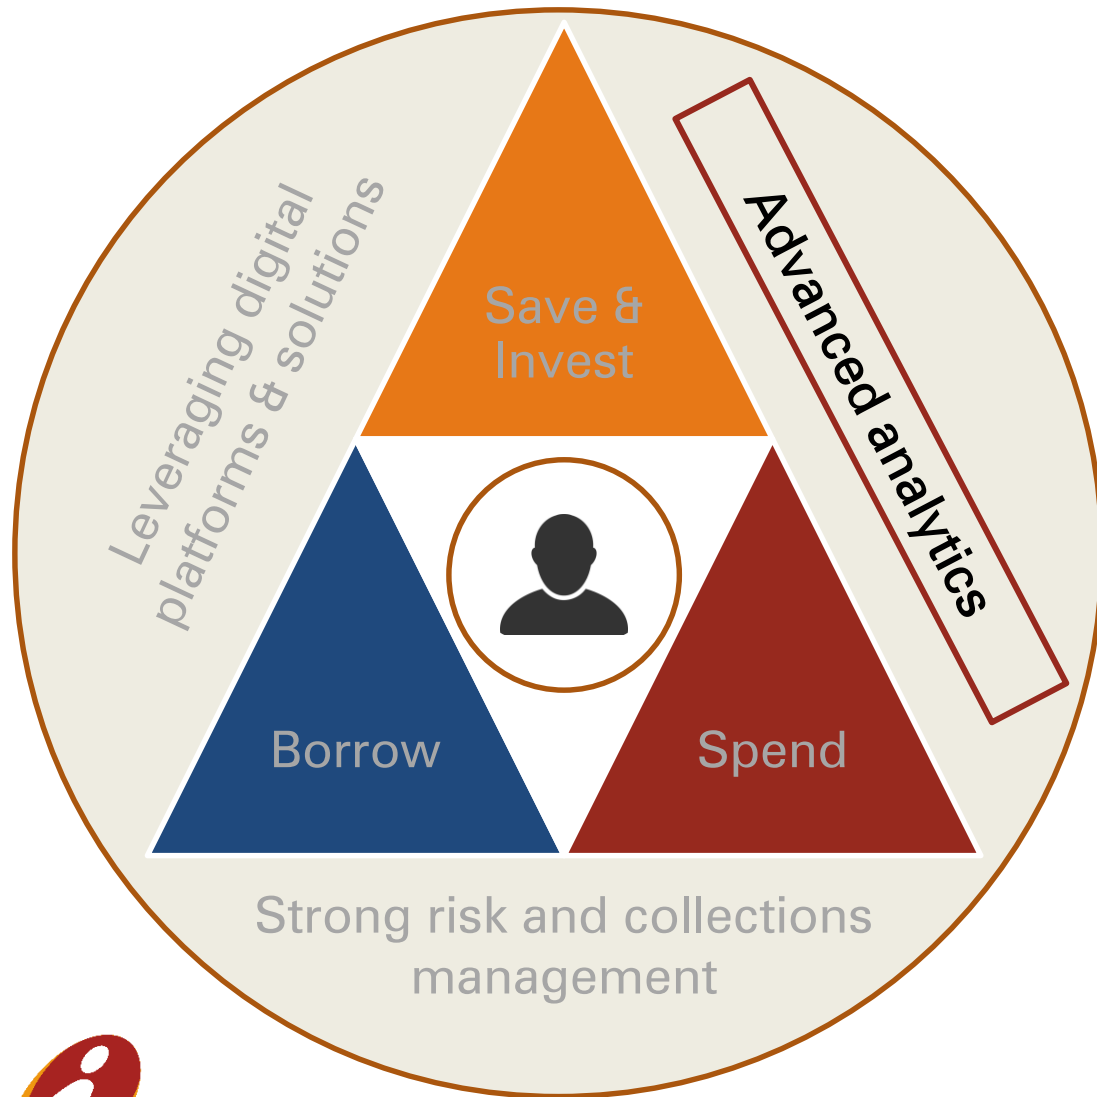 Leveraging digital
platforms & solutions
Save &
Invest
Advanced analytics
Borrow
Spend
Strong risk and collections
management